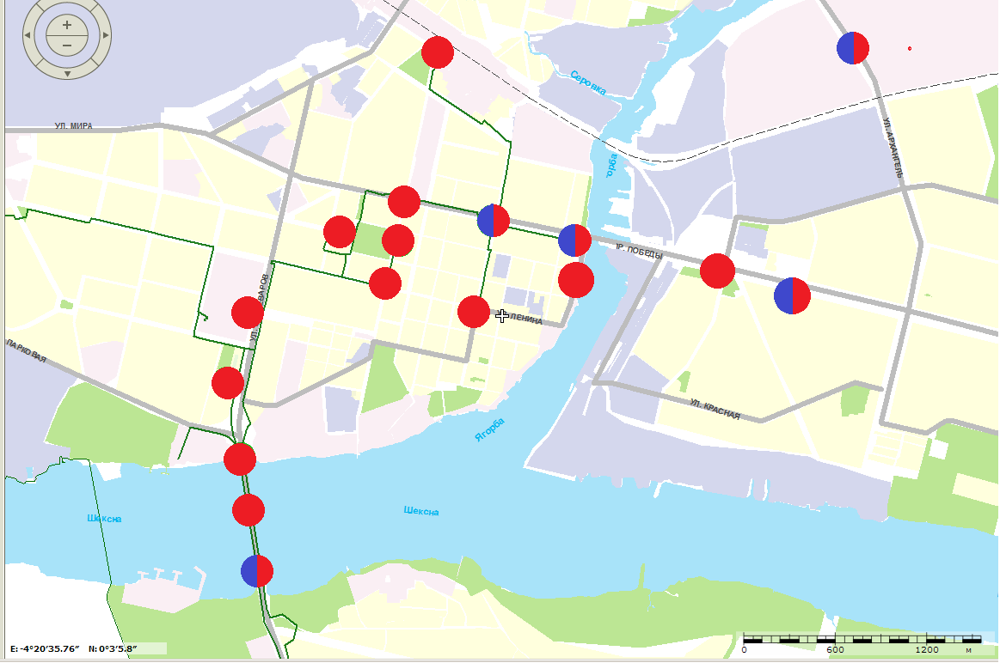 Серовка
УЛ. МИРА
УЛ. АРХАНГЕЛЬ
орба
ПР. ПОБЕДЫ
ВАРОВ
УЛ.
ЛЕНИНА
ПАРКОВАЯ
УЛ. КРАСНАЯ
Ягорба
Шексна
Шексна
E: -4°20'35.76" N: 0°3'5.8"
0 600 1200 м